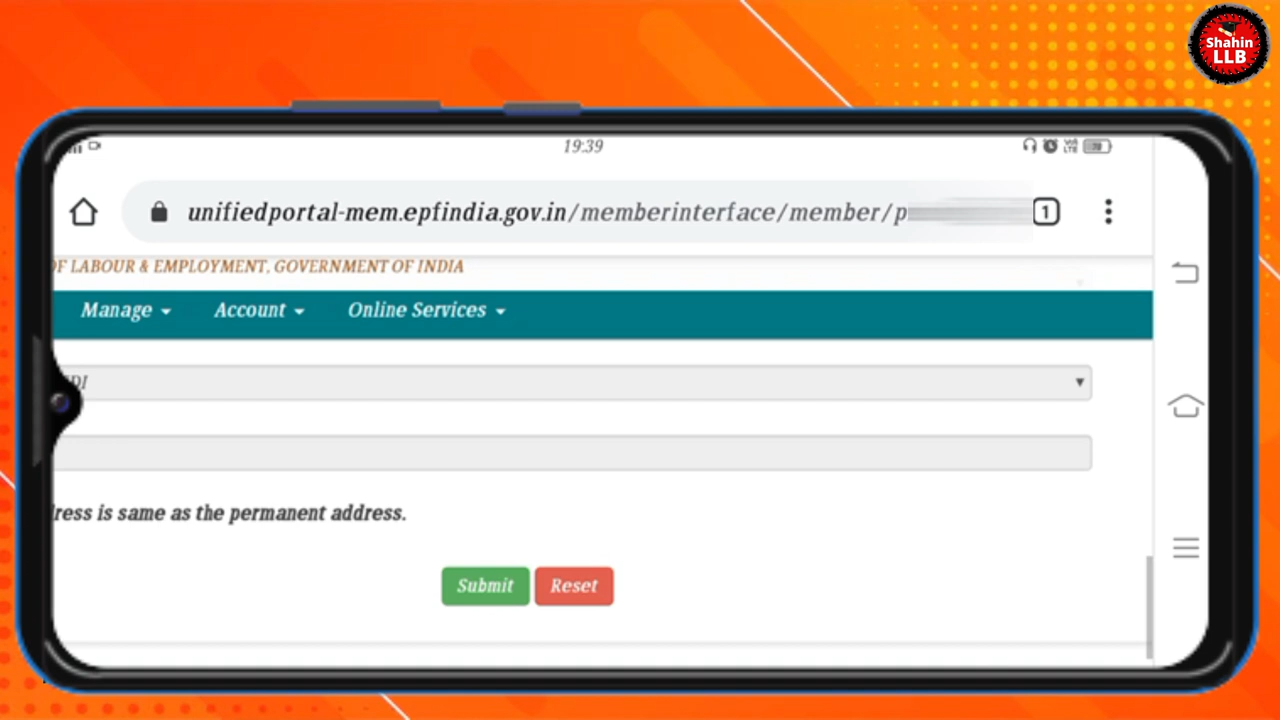 Shahin
LLB
19:39
unifiedportal-mem.epfindia.gov.in/memberinterface/member/p
1
OF LABOUR & EMPLOYMENT, GOVERNMENT OF INDIA
Manage Account Online Services
ress is same as the permanent address.
Submit Reset